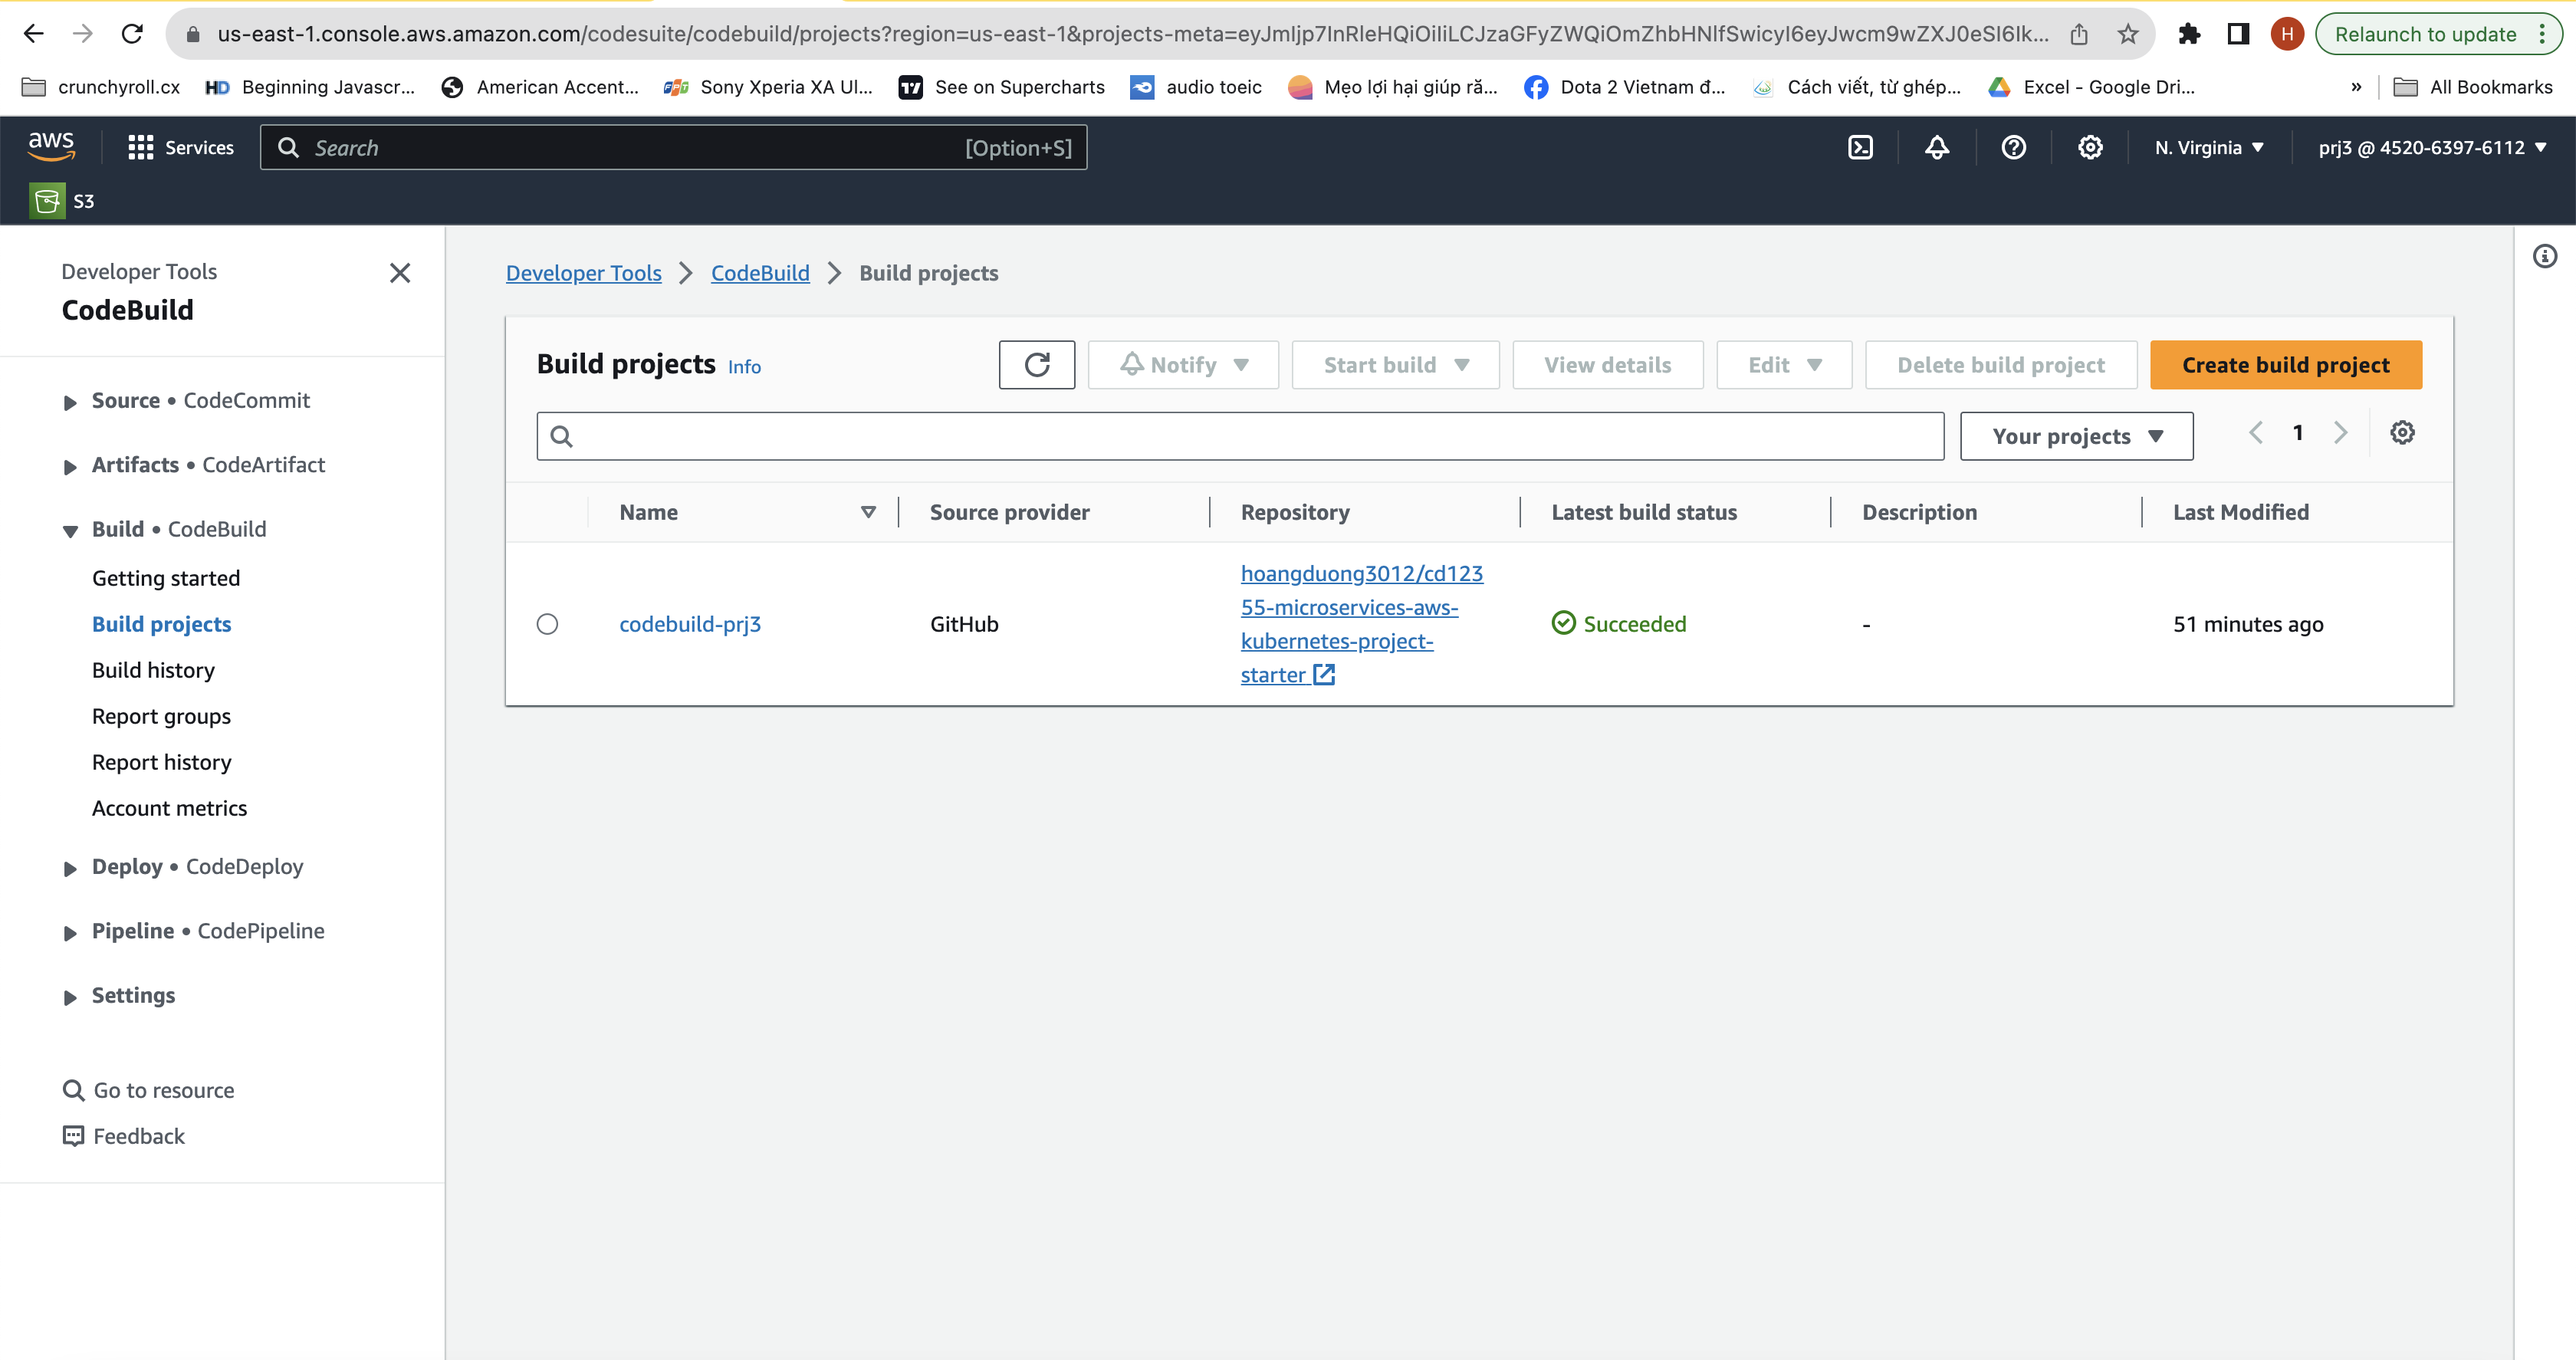 us-east-1.console.aws.amazon.com/codesuite/codebuild/projects?region=us-east-1&projects-meta=eyJmIjp7InRleHQiOiIiLCJzaGFyZWQiOmZhbHNlfSwicyI6eyJwcm9wZXJ0eSI6Ik...
H
Relaunch to update
crunchyroll.cx
HD Beginning Javascr...
American Accent...
FPT Sony Xperia XA Ul...
See on Supercharts
audio toeic
Mẹo lợi hại giúp ră...
Dota 2 Vietnam đ...
Cách viết, từ ghép...
Excel - Google Dri...
»
All Bookmarks
aws
Services
Search
[Option+S]
N. Virginia
prj3 @ 4520-6397-6112
S3
Developer Tools
CodeBuild
Source • CodeCommit
Artifacts • CodeArtifact
Build • CodeBuild
Getting started
Build projects
Build history
Report groups
Report history
Account metrics
Deploy • CodeDeploy
Pipeline • CodePipeline
Settings
Go to resource
Feedback
Developer Tools
CodeBuild
Build projects
Build projects
Info
Notify
Start build
View details
Edit
Delete build project
Create build project
Your projects
1
Name
Source provider
Repository
Latest build status
Description
Last Modified
codebuild-prj3
GitHub
hoangduong3012/cd123
55-microservices-aws-
kubernetes-project-
starter
Succeeded
-
51 minutes ago